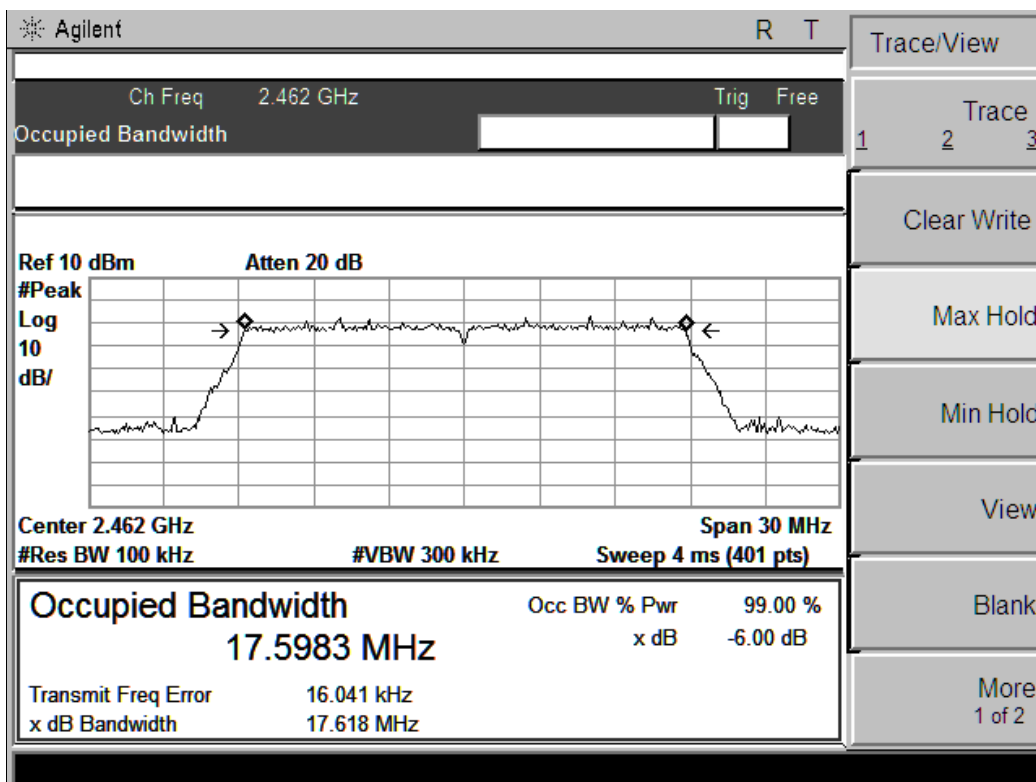 Agilent R T
Trace/View
Ch Freq 2.462 GHz Trig Free
Occupied Bandwidth
Trace
1 2 3
Clear Write
Max Hold
Min Hold
View
Blank
More
1 of 2
Ref 10 dBm Atten 20 dB
#Peak
Log
10
dB/
Center 2.462 GHz Span 30 MHz
#Res BW 100 kHz #VBW 300 kHz Sweep 4 ms (401 pts)
Occupied Bandwidth Occ BW % Pwr 99.00 %
17.5983 MHz x dB -6.00 dB
Transmit Freq Error 16.041 kHz
x dB Bandwidth 17.618 MHz